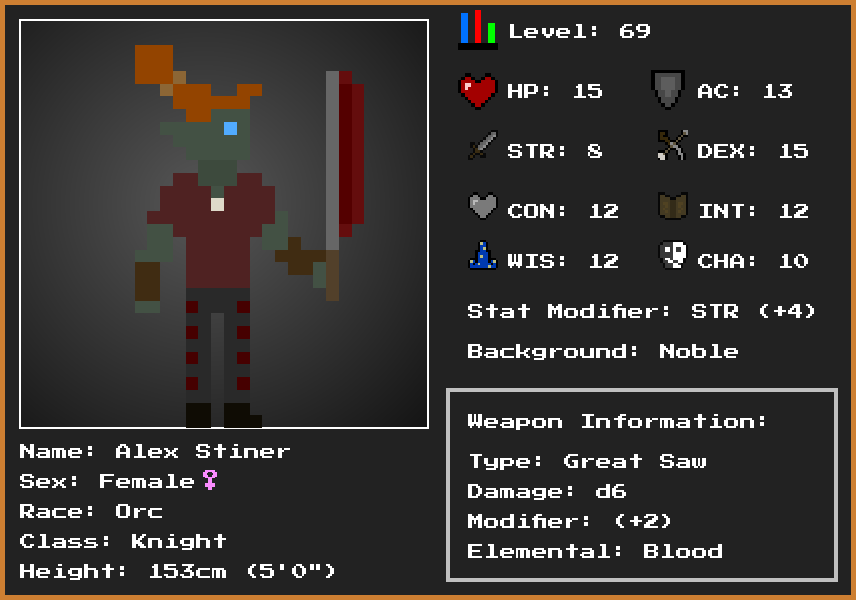 Level: 69
HP: 15 AC: 13
STR: 8 DEX: 15
CON: 12 INT: 12
WIS: 12 CHA: 10
Stat Modifier: STR (+4)
Background: Noble
Name: Alex Stiner
Sex: Female♀
Race: Orc
Class: Knight
Height: 153cm (5'0")
Weapon Information:
Type: Great Saw
Damage: d6
Modifier: (+2)
Elemental: Blood